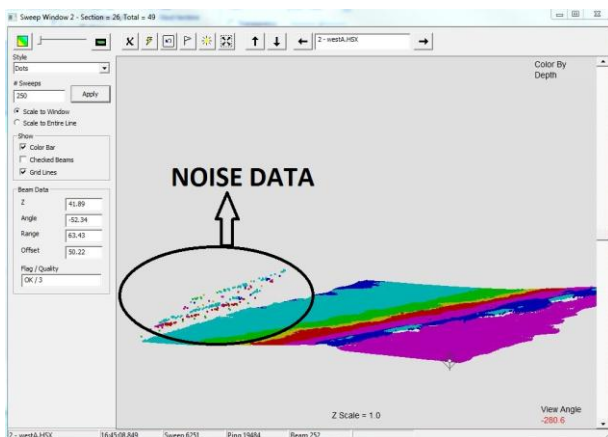 Sweep Window 2 - Section = 26, Total = 49
2 - westA.HSX
Style
Dots
# Sweeps
250
Apply
Scale to Window
Scale to Entire Line
Show
Color Bar
Checked Beams
Grid Lines
Beam Data
Z
41.89
Angle
-52.34
Range
63.43
Offset
50.22
Flag / Quality
OK / 3
Color By
Depth
NOISE DATA
Z Scale = 1.0
View Angle
-280.6
2 - westA.HSX
16:45:08.849
Sweep 6251
Ping 19484
Beam 252